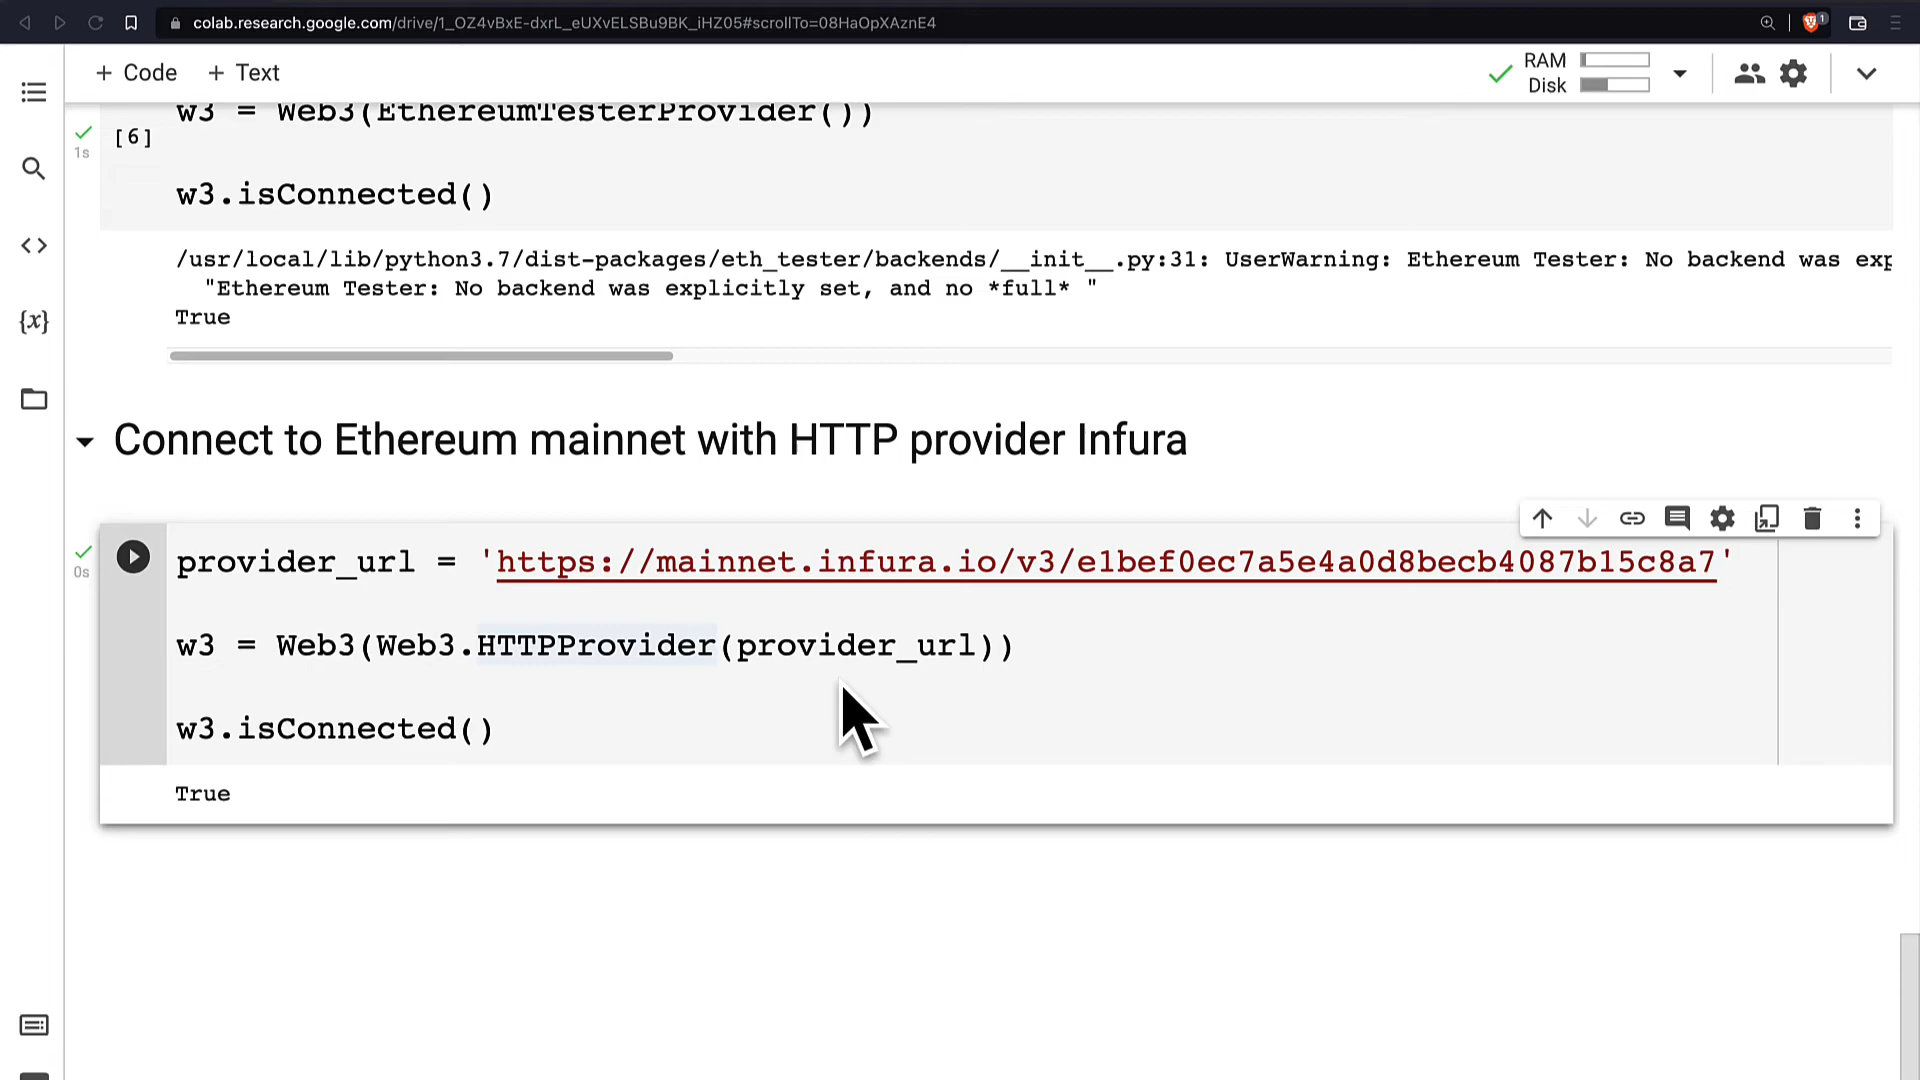 colab.research.google.com/drive/1_OZ4vBxE-dxrL_eUXvELSBu9BK_iHZ05#scrollTo=08HaOpXAznE4
1
+ Code + Text
RAM
Disk
w3 = Web3(EthereumTesterProvider())
1s
[6]
w3.isConnected()
/usr/local/lib/python3.7/dist-packages/eth_tester/backends/__init__.py:31: UserWarning: Ethereum Tester: No backend was exp
"Ethereum Tester: No backend was explicitly set, and no *full* "
True
{x}
Connect to Ethereum mainnet with HTTP provider Infura
0s
provider_url = 'https://mainnet.infura.io/v3/e1bef0ec7a5e4a0d8becb4087b15c8a7'
w3 = Web3(Web3.HTTPProvider(provider_url))
w3.isConnected()
True